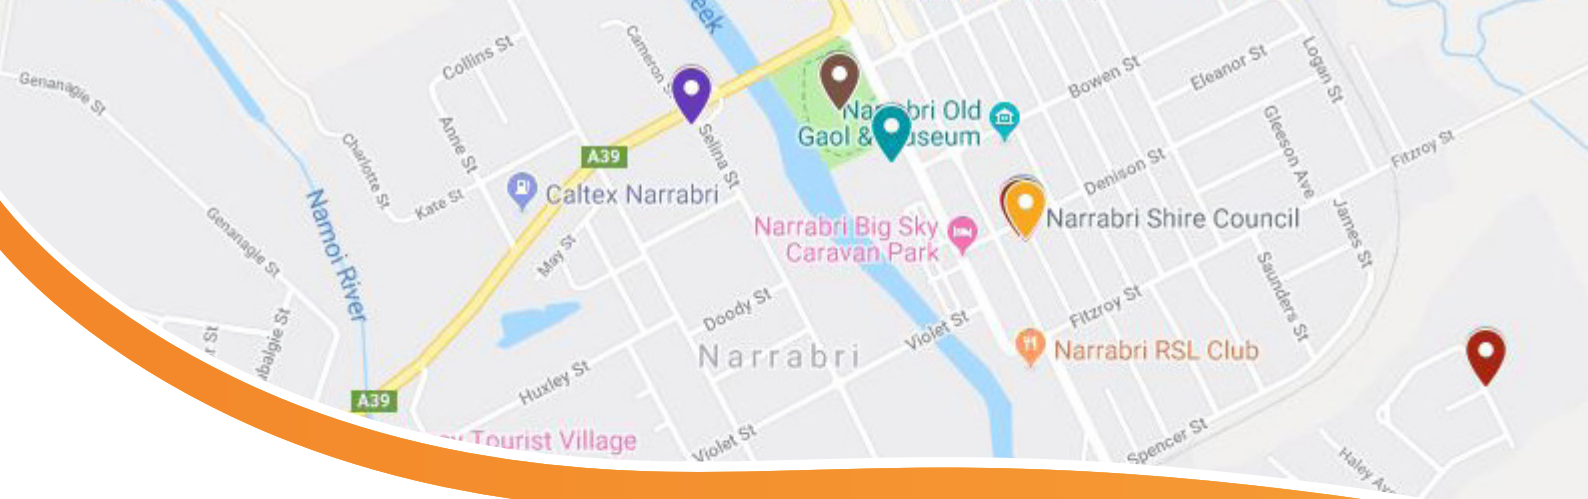 eek
Collins St
Cameron S
Genanagie St
Charlotte St
Anne St
Kate St
A39
Selina St
Caltex Narrabri
Narrabri Old
Gaol & Museum
Bowen St
Eleanor St
Logan St
Gleeson Ave
Denison St
Fitzroy St
James St
Narrabri Shire Council
Narrabri Big Sky
Caravan Park
Genanagie St
Namoi River
May St
Doody St
Narrabri
Violet St
Fitzroy St
Saunders St
Narrabri RSL Club
Huxley St
A39
Tourist Village
Violet St
Spencer St
Haley Av